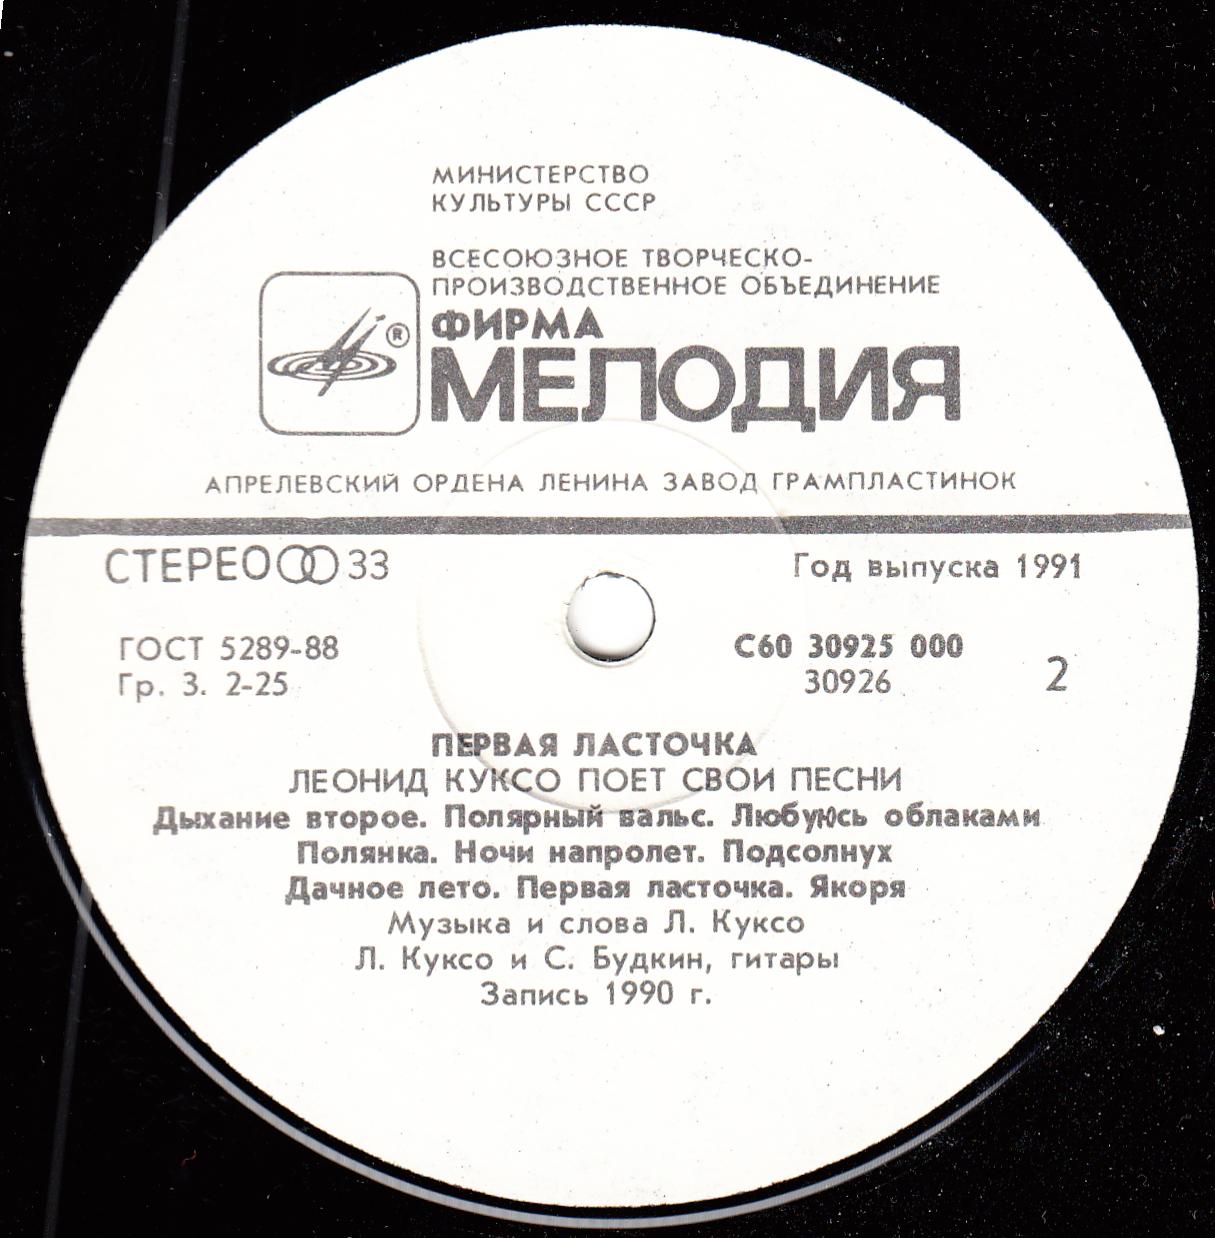 МИНИСТЕРСТВО
КУЛЬТУРЫ СССР
ВСЕСОЮЗНОЕ ТВОРЧЕСКО-
ПРОИЗВОДСТВЕННОЕ ОБЪЕДИНЕНИЕ
ФИРМА
®
МЕЛОДИЯ
АПРЕЛЕВСКИЙ ОРДЕНА ЛЕНИНА ЗАВОД ГРАМПЛАСТИНОК
СТЕРЕО 33
Год выпуска 1991
ГОСТ 5289-88
Гр. 3. 2-25
С60 30925 000
30926
2
ПЕРВАЯ ЛАСТОЧКА
ЛЕОНИД КУКСО ПОЕТ СВОИ ПЕСНИ
Дыхание второе. Полярный вальс. Любуюсь облаками
Полянка. Ночи напролет. Подсолнух
Дачное лето. Первая ласточка. Якоря
Музыка и слова Л. Куксо
Л. Куксо и С. Будкин, гитары
Запись 1990 г.